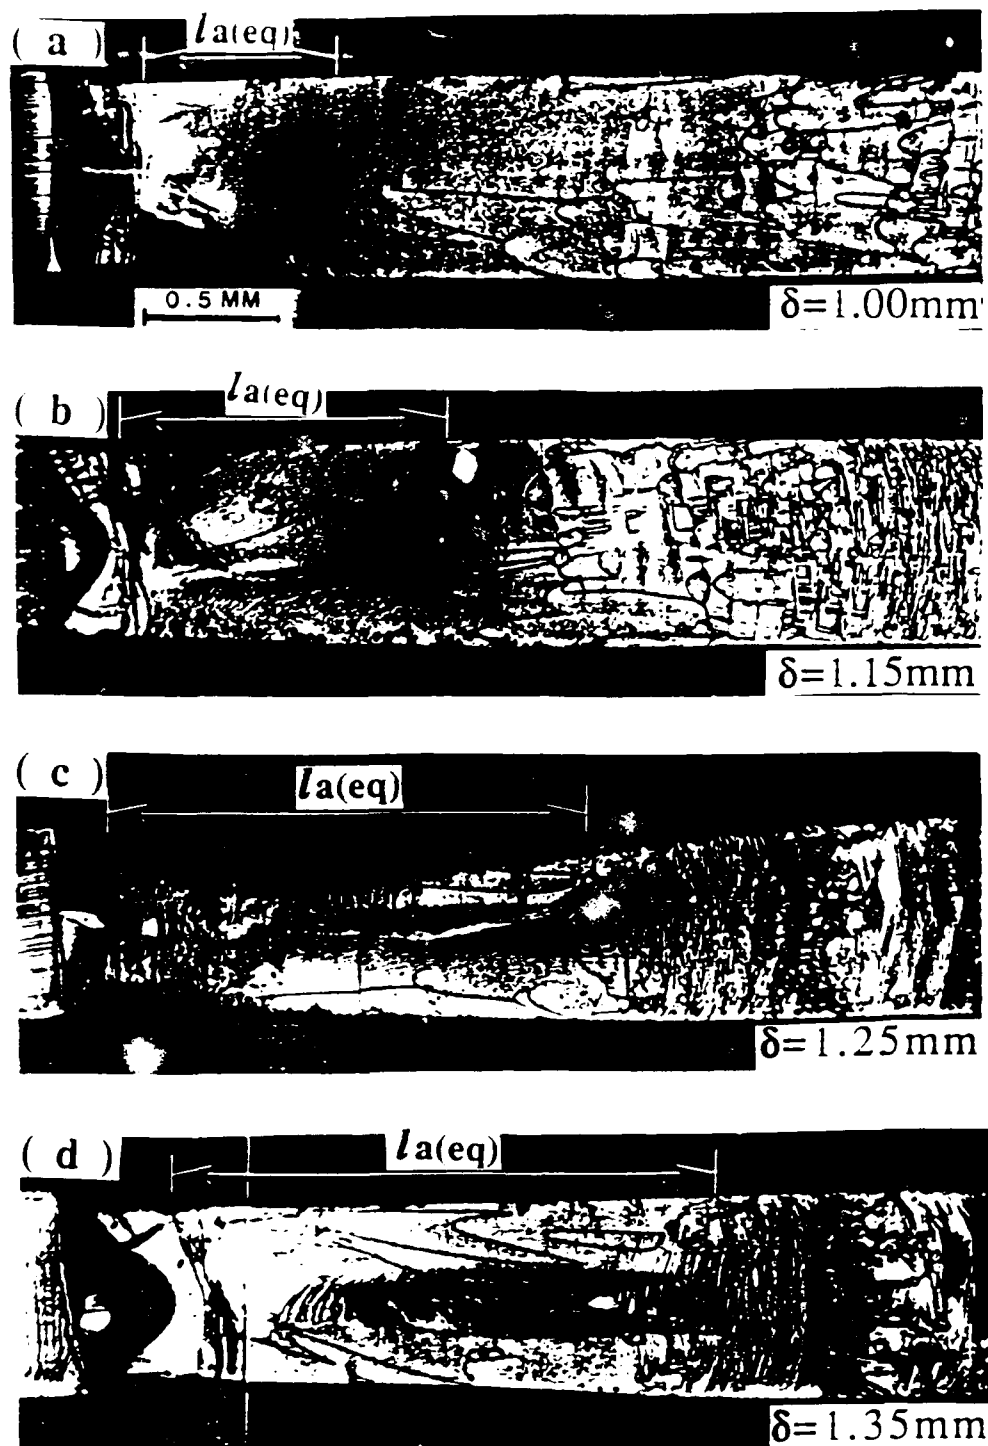 ( a )
la(eq)
0.5 MM
δ=1.00mm
( b )
la(eq)
δ=1.15mm
( c )
la(eq)
δ=1.25mm
( d )
la(eq)
δ=1.35mm